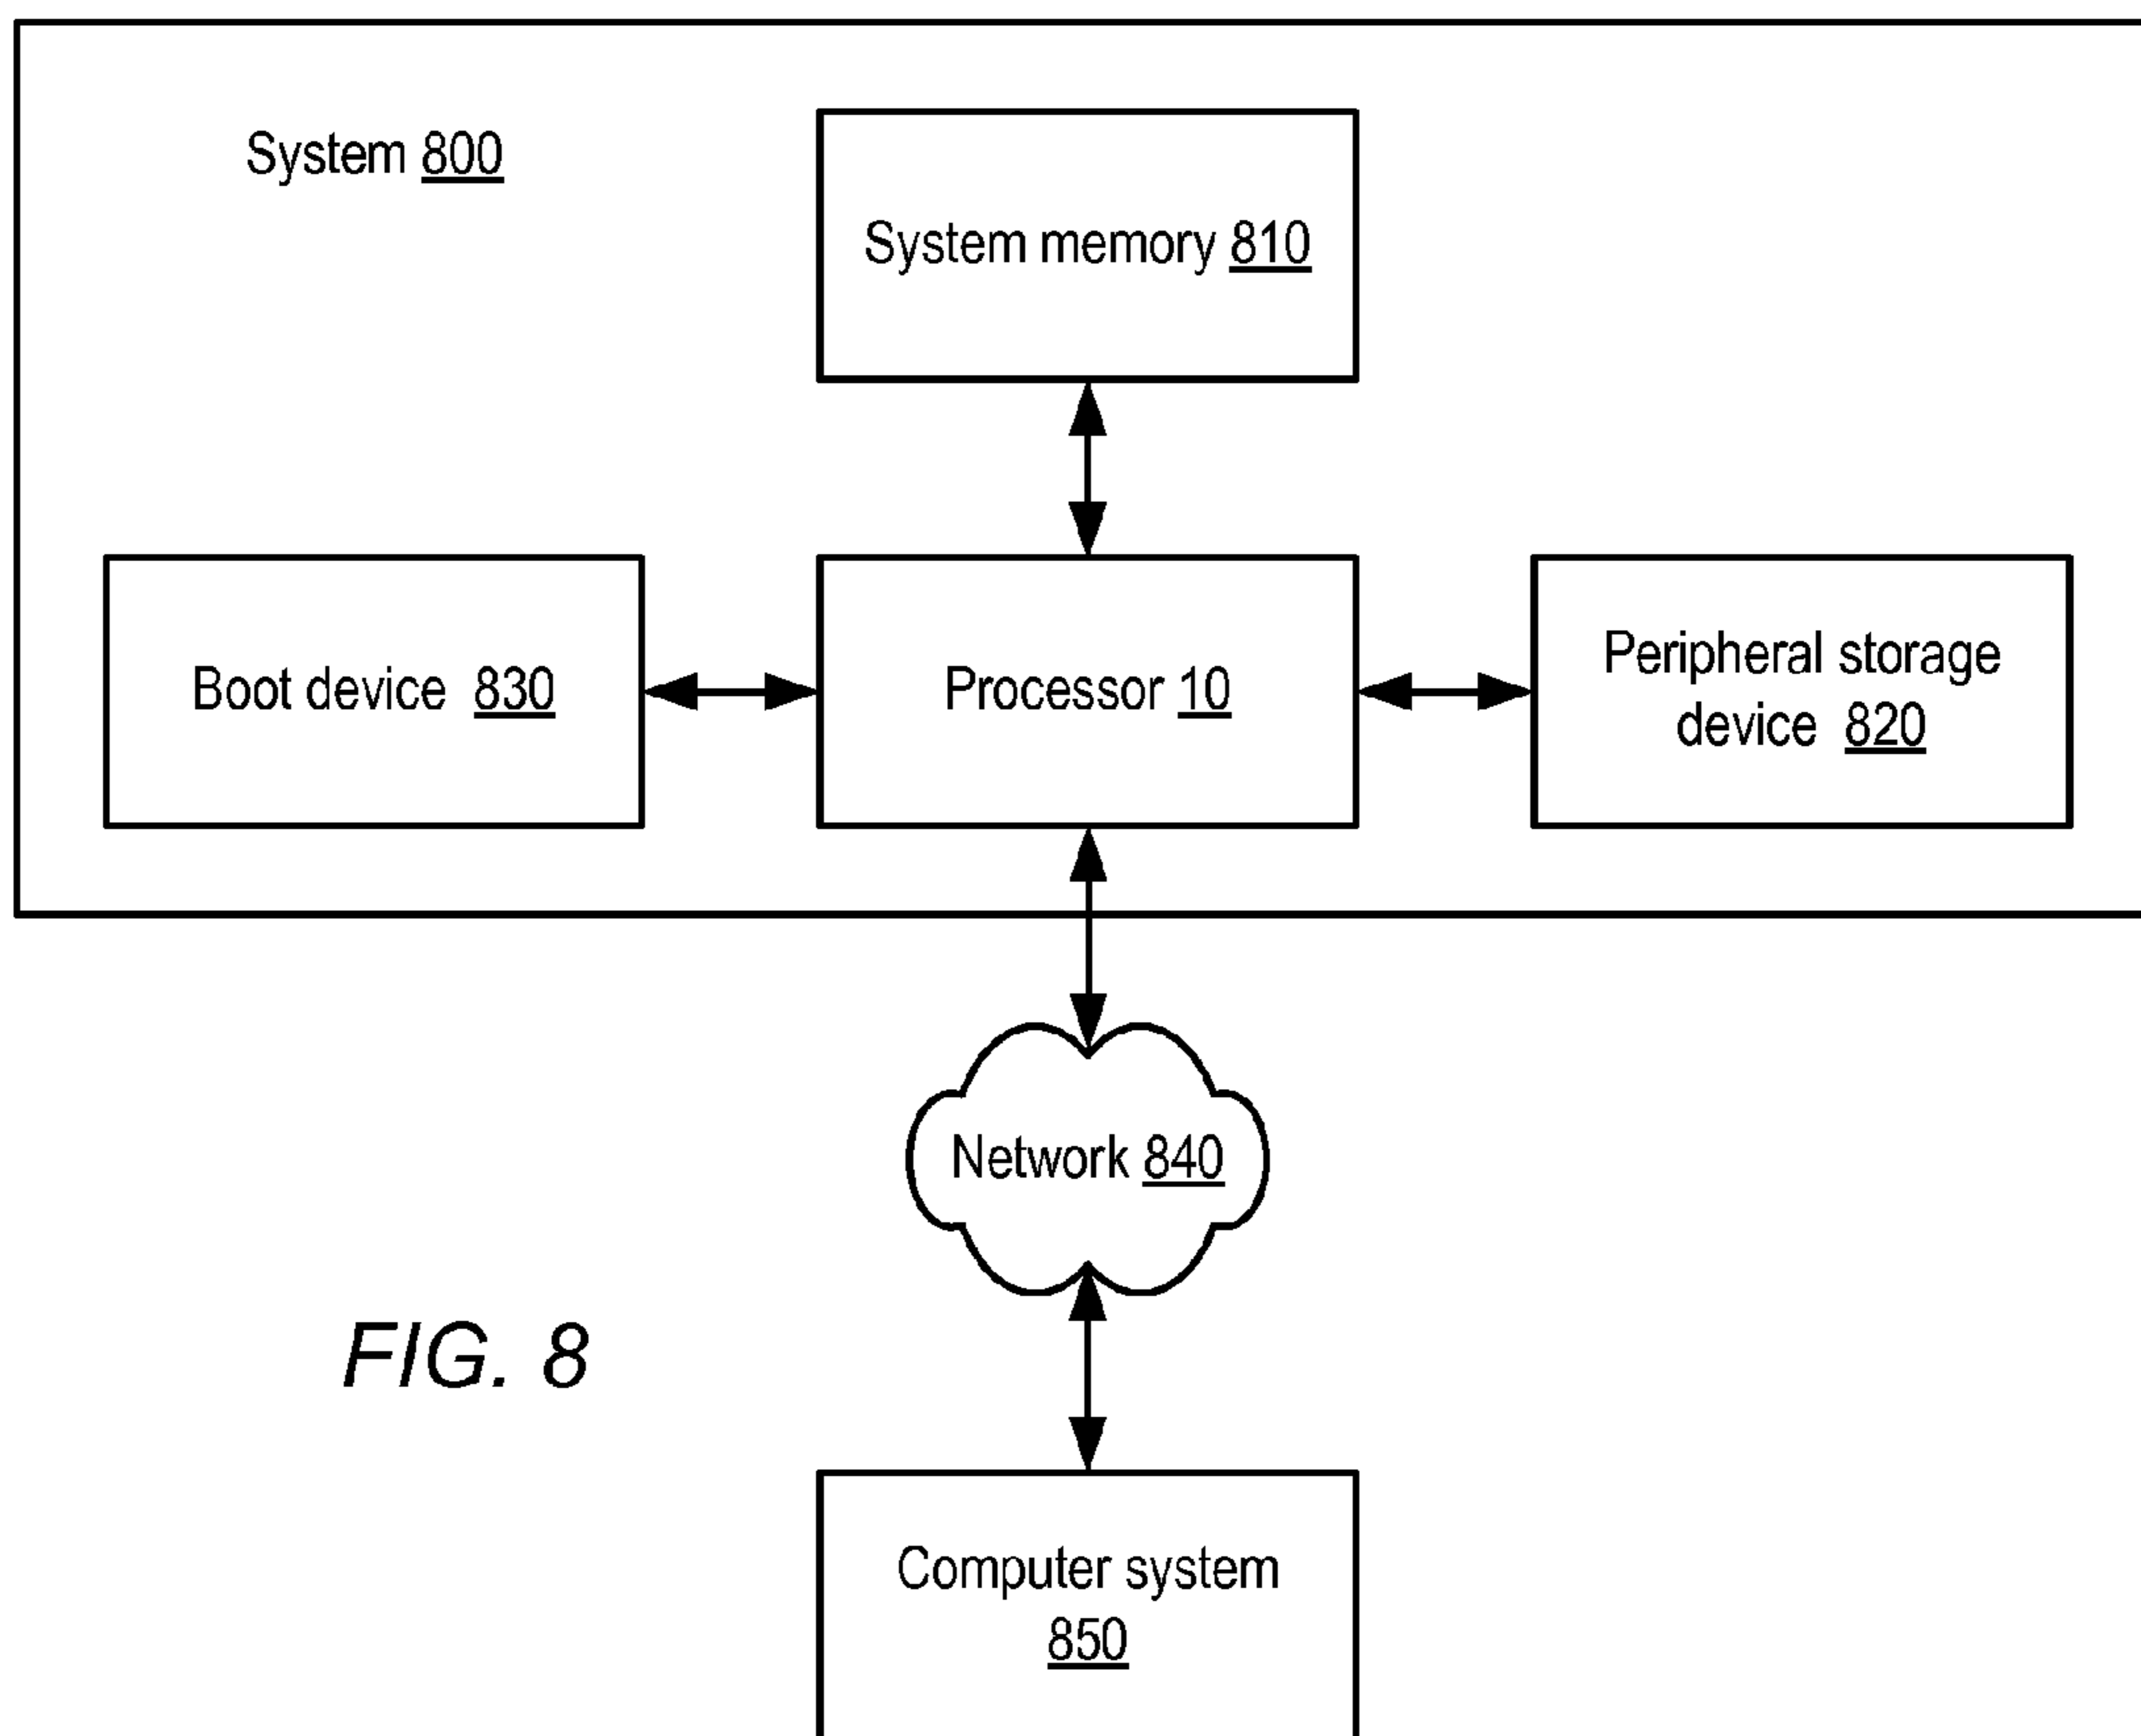 System 800
System memory 810
Boot device 830
Processor 10
Peripheral storage
device 820
Network 840
FIG. 8
Computer system
850